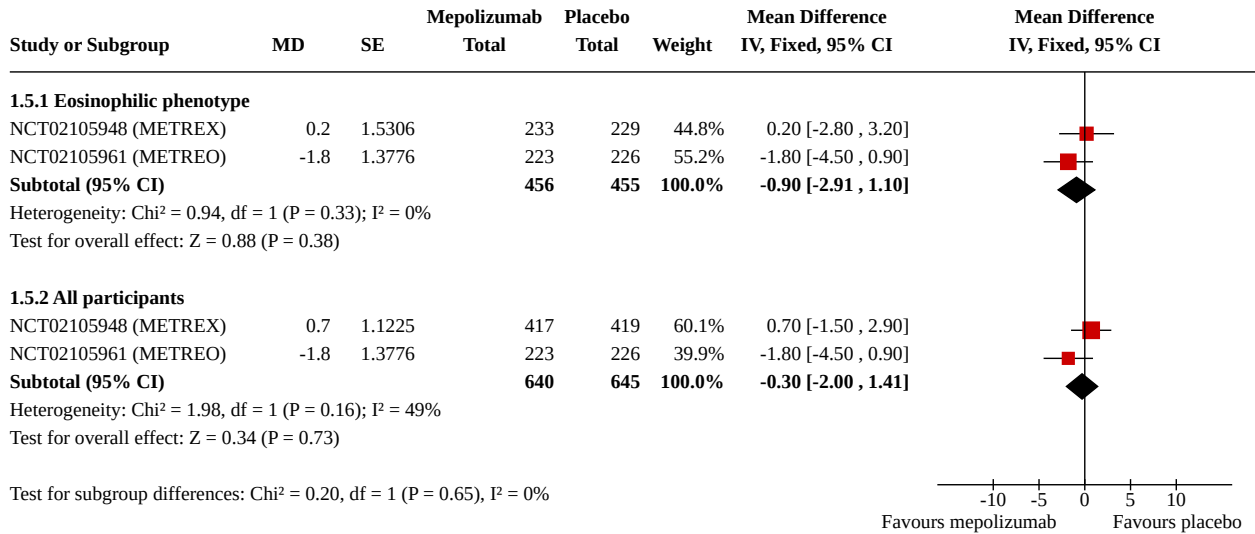 Mepolizumab Placebo Mean Difference Mean Difference
Study or Subgroup MD SE Total Total Weight IV, Fixed, 95% CI IV, Fixed, 95% CI
1.5.1 Eosinophilic phenotype
NCT02105948 (METREX) 0.2 1.5306 233 229 44.8% 0.20 [-2.80 , 3.20]
NCT02105961 (METREO) -1.8 1.3776 223 226 55.2% -1.80 [-4.50 , 0.90]
Subtotal (95% CI) 456 455 100.0% -0.90 [-2.91 , 1.10]
Heterogeneity: Chi² = 0.94, df = 1 (P = 0.33); I² = 0%
Test for overall effect: Z = 0.88 (P = 0.38)
1.5.2 All participants
NCT02105948 (METREX) 0.7 1.1225 417 419 60.1% 0.70 [-1.50 , 2.90]
NCT02105961 (METREO) -1.8 1.3776 223 226 39.9% -1.80 [-4.50 , 0.90]
Subtotal (95% CI) 640 645 100.0% -0.30 [-2.00 , 1.41]
Heterogeneity: Chi² = 1.98, df = 1 (P = 0.16); I² = 49%
Test for overall effect: Z = 0.34 (P = 0.73)
Test for subgroup differences: Chi² = 0.20, df = 1 (P = 0.65), I² = 0%
-10 -5 0 5 10
Favours mepolizumab Favours placebo